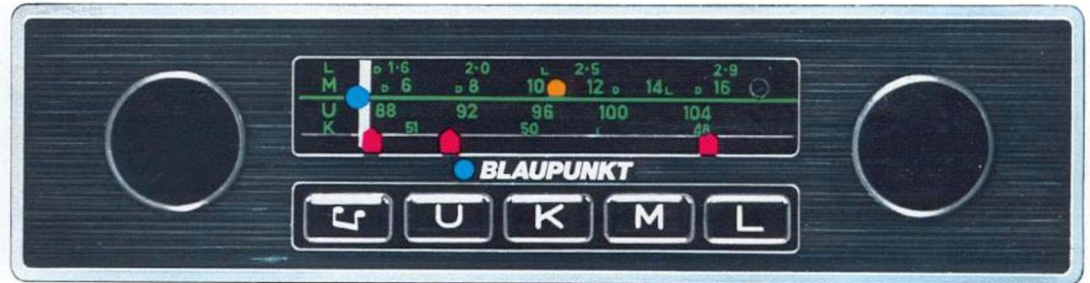 L D 1·6 2·0 L 2·5 2·9
M D 6 D 8 10 12 D 14 L D 16
U 88 92 96 100 104
K 51 50 L 48
BLAUPUNKT
U K M L